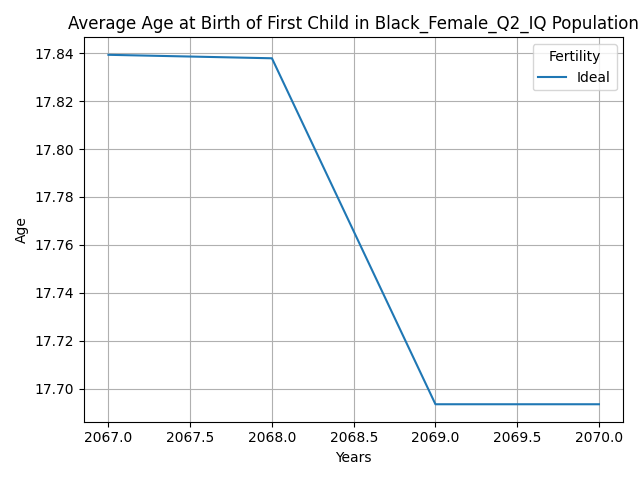 Average Age at Birth of First Child in Black_Female_Q2_IQ Population
Fertility
Ideal
Age
17.84
17.82
17.80
17.78
17.76
17.74
17.72
17.70
2067.0 2067.5 2068.0 2068.5 2069.0 2069.5 2070.0
Years